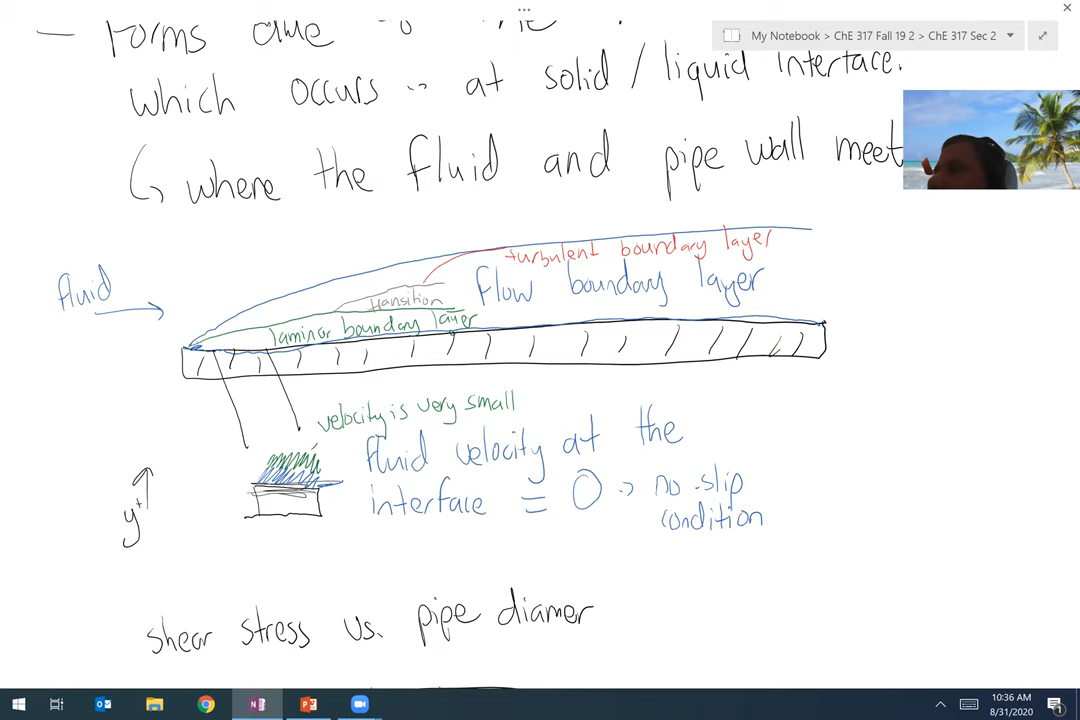 My Notebook > ChE 317 Fall 19 2 > ChE 317 Sec 2
— forms due
which occurs at solid / liquid interface.
↳ where the fluid and pipe wall meet
fluid
turbulent boundary layer
flow boundary layer
transition
laminar boundary layer
velocity is very small
fluid velocity at the
interface = 0 → no-slip
condition
y+
shear stress vs. pipe diamer
10:36 AM
8/31/2020